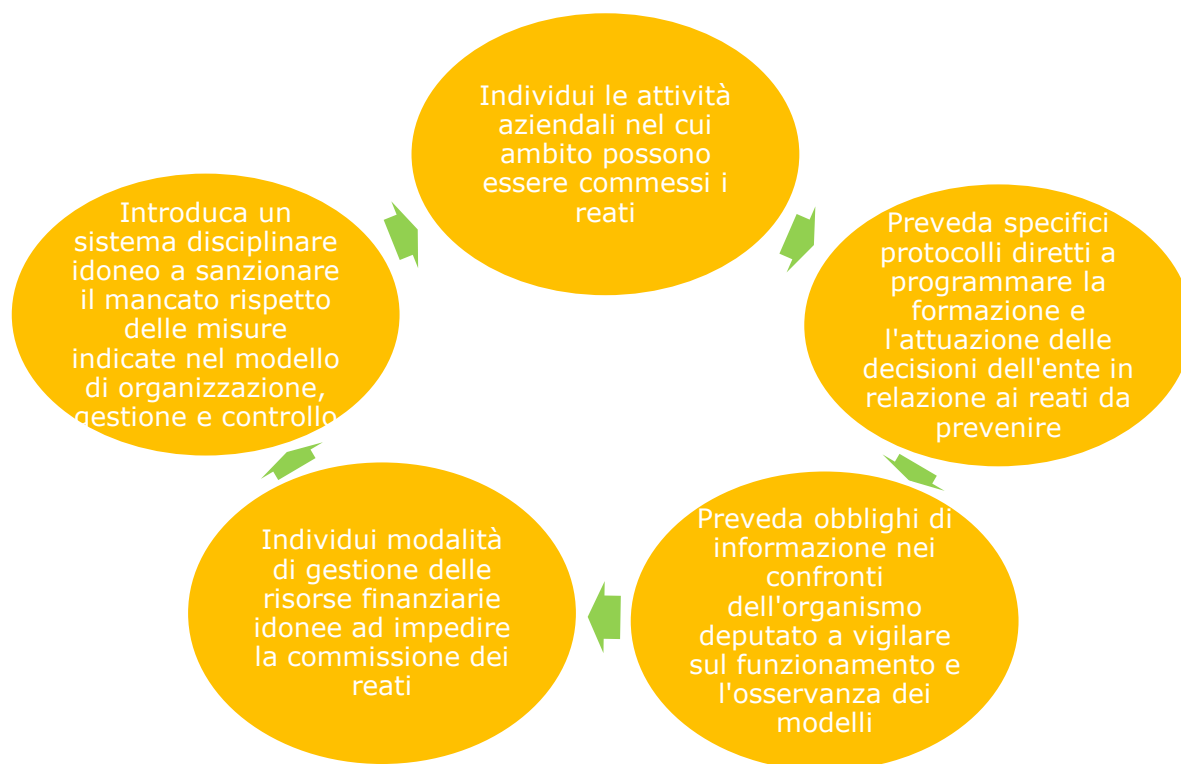 Individui le attività
aziendali nel cui
ambito possono
essere commessi i
reati
Preveda specifici
protocolli diretti a
programmare la
formazione e
l'attuazione delle
decisioni dell'ente in
relazione ai reati da
prevenire
Preveda obblighi di
informazione nei
confronti
dell'organismo
deputato a vigilare
sul funzionamento e
l'osservanza dei
modelli
Individui modalità
di gestione delle
risorse finanziarie
idonee ad impedire
la commissione dei
reati
Introduca un
sistema disciplinare
idoneo a sanzionare
il mancato rispetto
delle misure
indicate nel modello
di organizzazione,
gestione e controllo